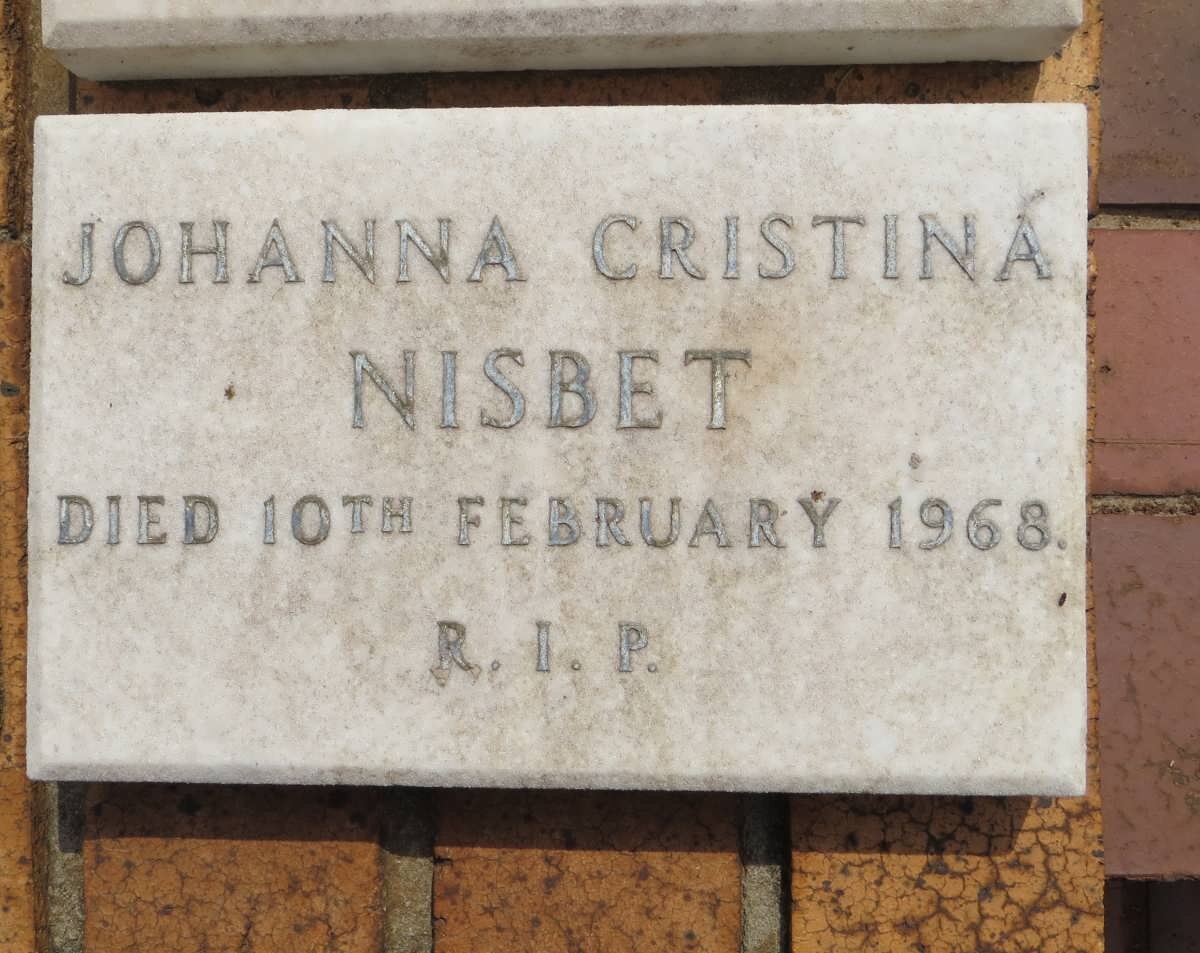 JOHANNA CRISTINA
NISBET
DIED 10TH FEBRUARY 1968.
R. I. P.